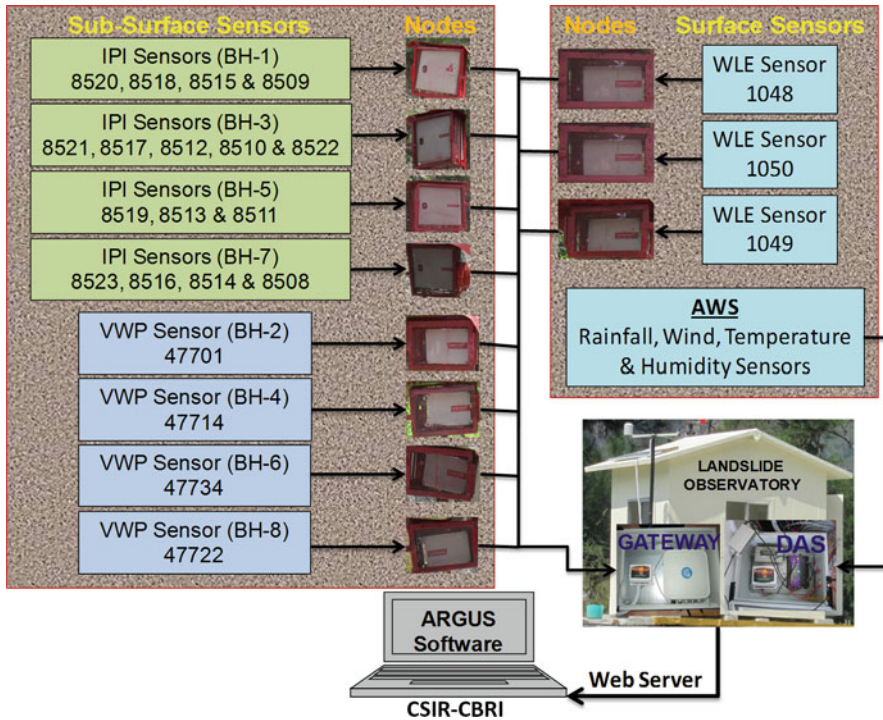 Sub-Surface Sensors
Nodes
IPI Sensors (BH-1)
8520, 8518, 8515 & 8509
IPI Sensors (BH-3)
8521, 8517, 8512, 8510 & 8522
IPI Sensors (BH-5)
8519, 8513 & 8511
IPI Sensors (BH-7)
8523, 8516, 8514 & 8508
VWP Sensor (BH-2)
47701
VWP Sensor (BH-4)
47714
VWP Sensor (BH-6)
47734
VWP Sensor (BH-8)
47722
Nodes
Surface Sensors
WLE Sensor
1048
WLE Sensor
1050
WLE Sensor
1049
AWS
Rainfall, Wind, Temperature
& Humidity Sensors
LANDSLIDE
OBSERVATORY
GATEWAY
DAS
ARGUS
Software
Web Server
CSIR-CBRI